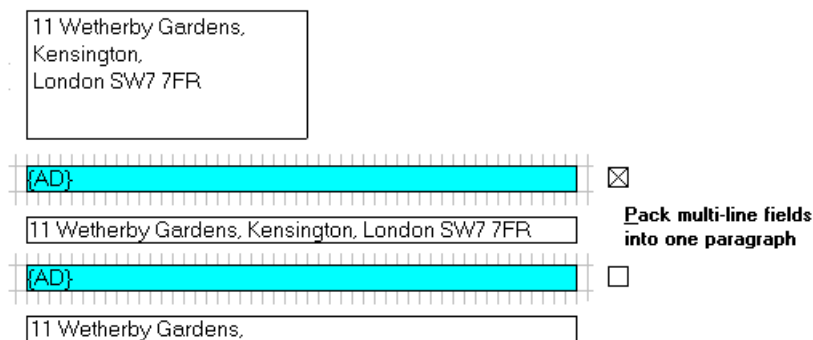 11 Wetherby Gardens,
Kensington,
London SW7 7FR
{AD}
Pack multi-line fields
into one paragraph
11 Wetherby Gardens, Kensington, London SW7 7FR
{AD}
11 Wetherby Gardens,